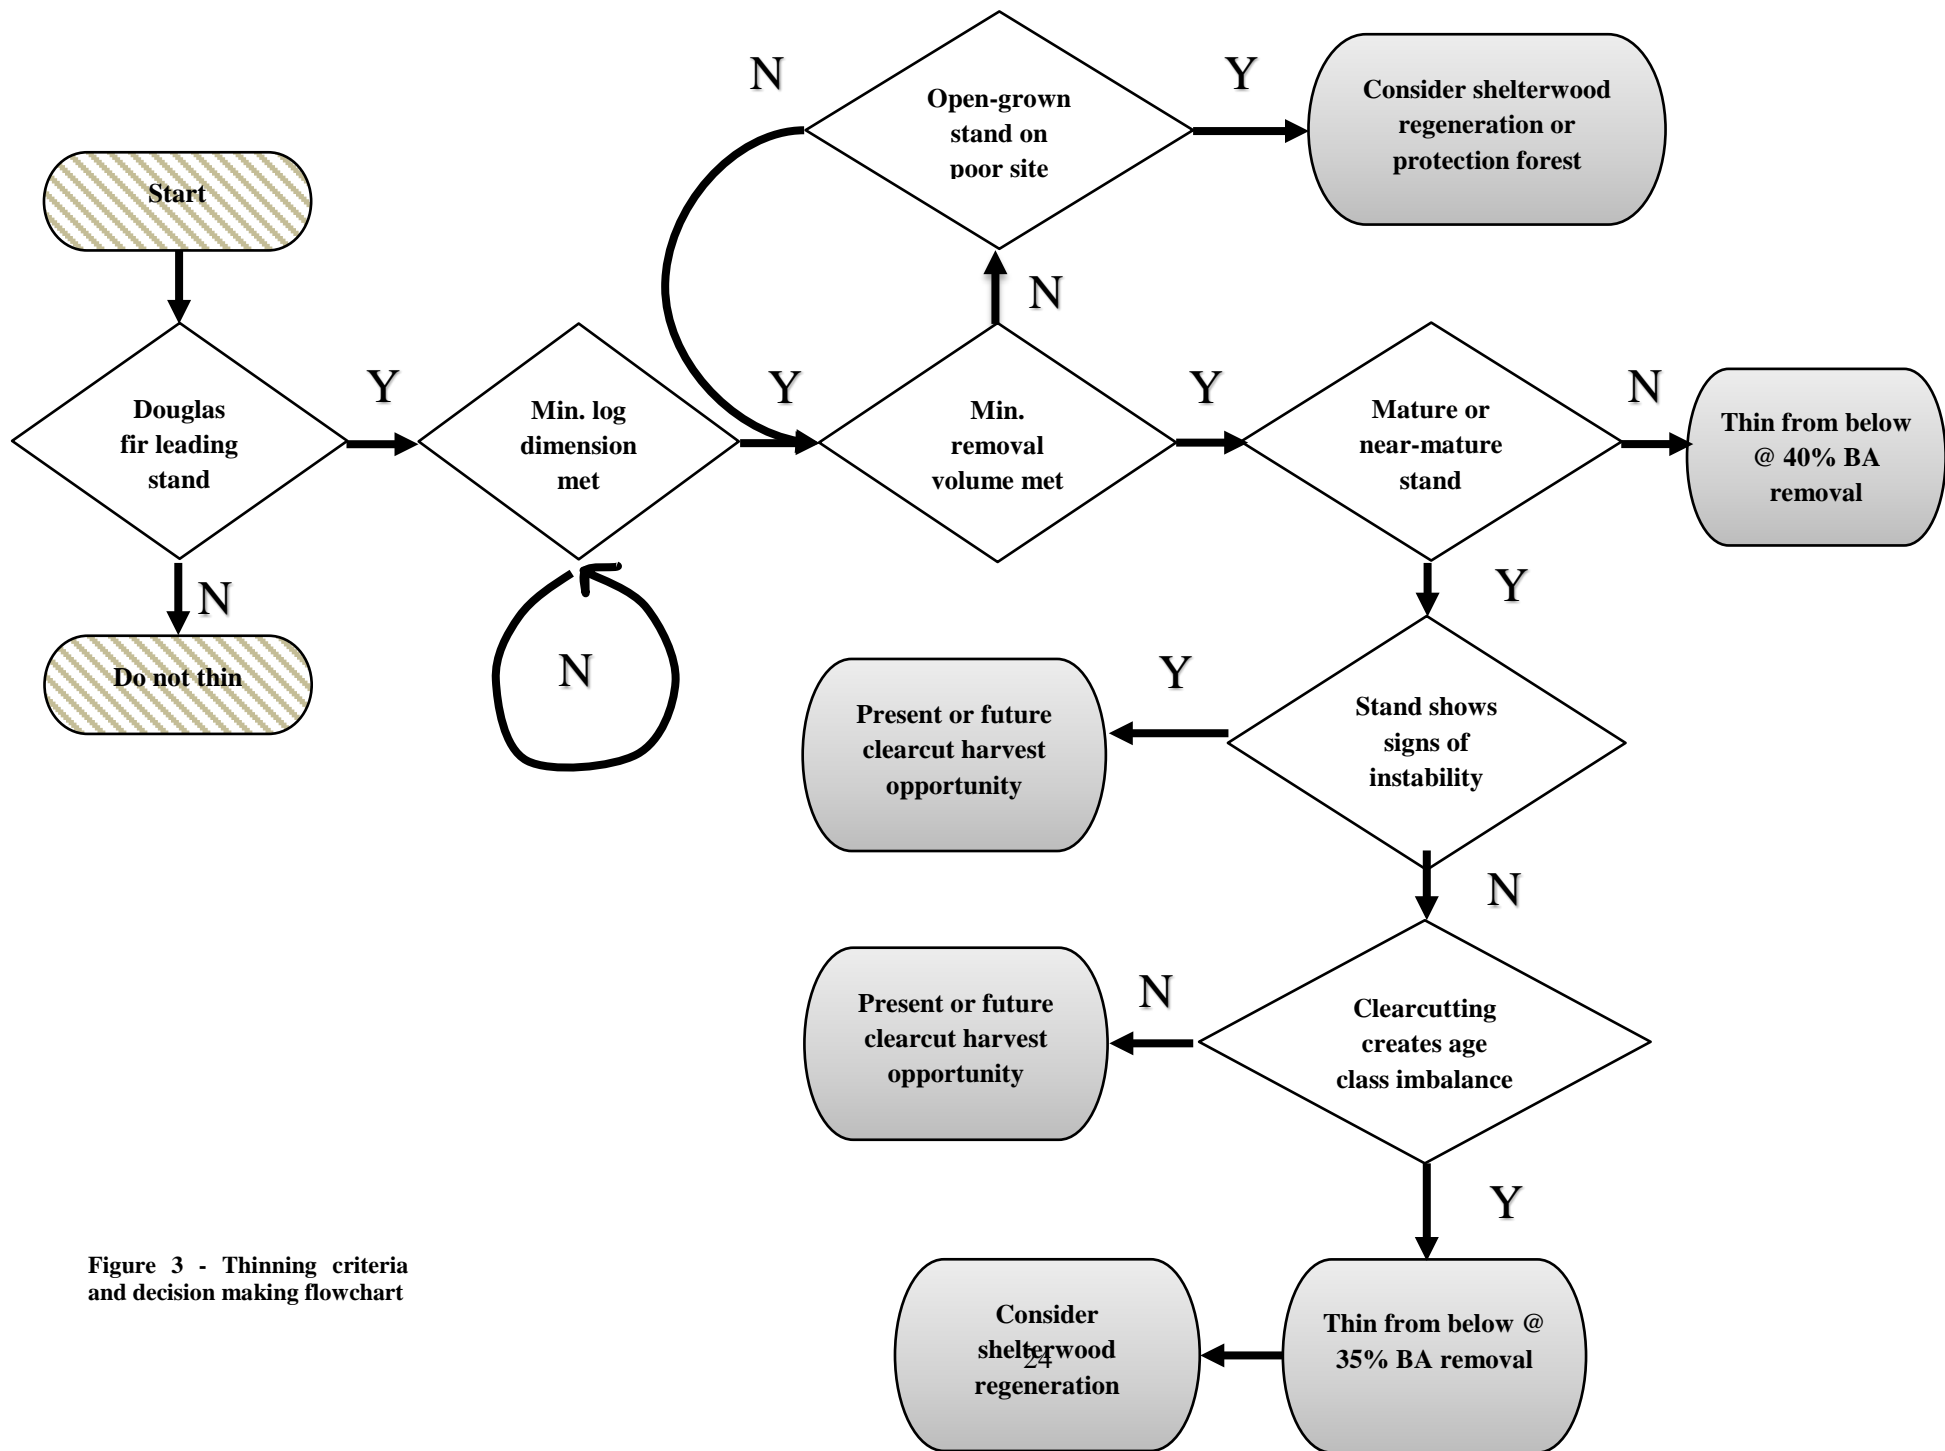 N
Y
Open-grown
stand on
poor site
Consider shelterwood
regeneration or
protection forest
Start
N
Douglas
fir leading
stand
Y
Min. log
dimension
met
Y
Min.
removal
volume met
Y
Mature or
near-mature
stand
N
Thin from below
@ 40% BA
removal
N
Do not thin
N
Y
Present or future
clearcut harvest
opportunity
Y
Stand shows
signs of
instability
N
Present or future
clearcut harvest
opportunity
N
Clearcutting
creates age
class imbalance
Y
Figure 3 - Thinning criteria
and decision making flowchart
Consider
shelterwood
regeneration
24
Thin from below @
35% BA removal